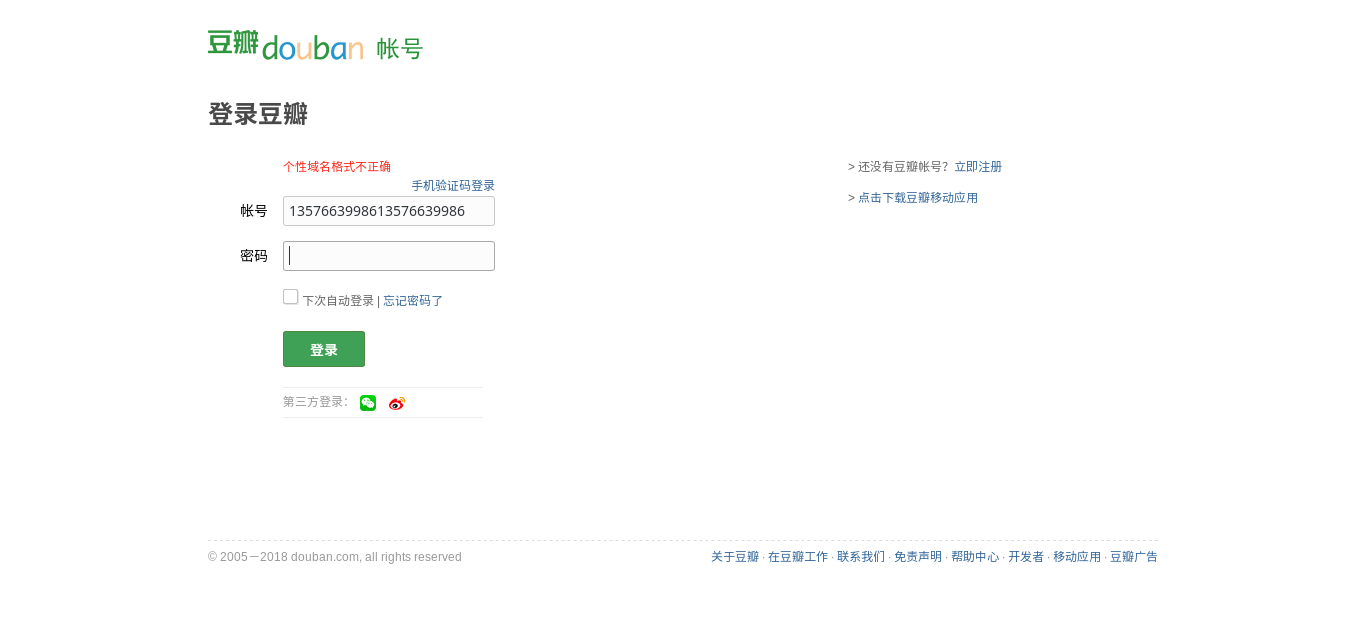 豆瓣douban 帐号
登录豆瓣
个性域名格式不正确
手机验证码登录
帐号 1357663998613576639986
密码
下次自动登录 | 忘记密码了
登录
第三方登录：
> 还没有豆瓣帐号？立即注册
> 点击下载豆瓣移动应用
© 2005－2018 douban.com, all rights reserved
关于豆瓣 · 在豆瓣工作 · 联系我们 · 免责声明 · 帮助中心 · 开发者 · 移动应用 · 豆瓣广告